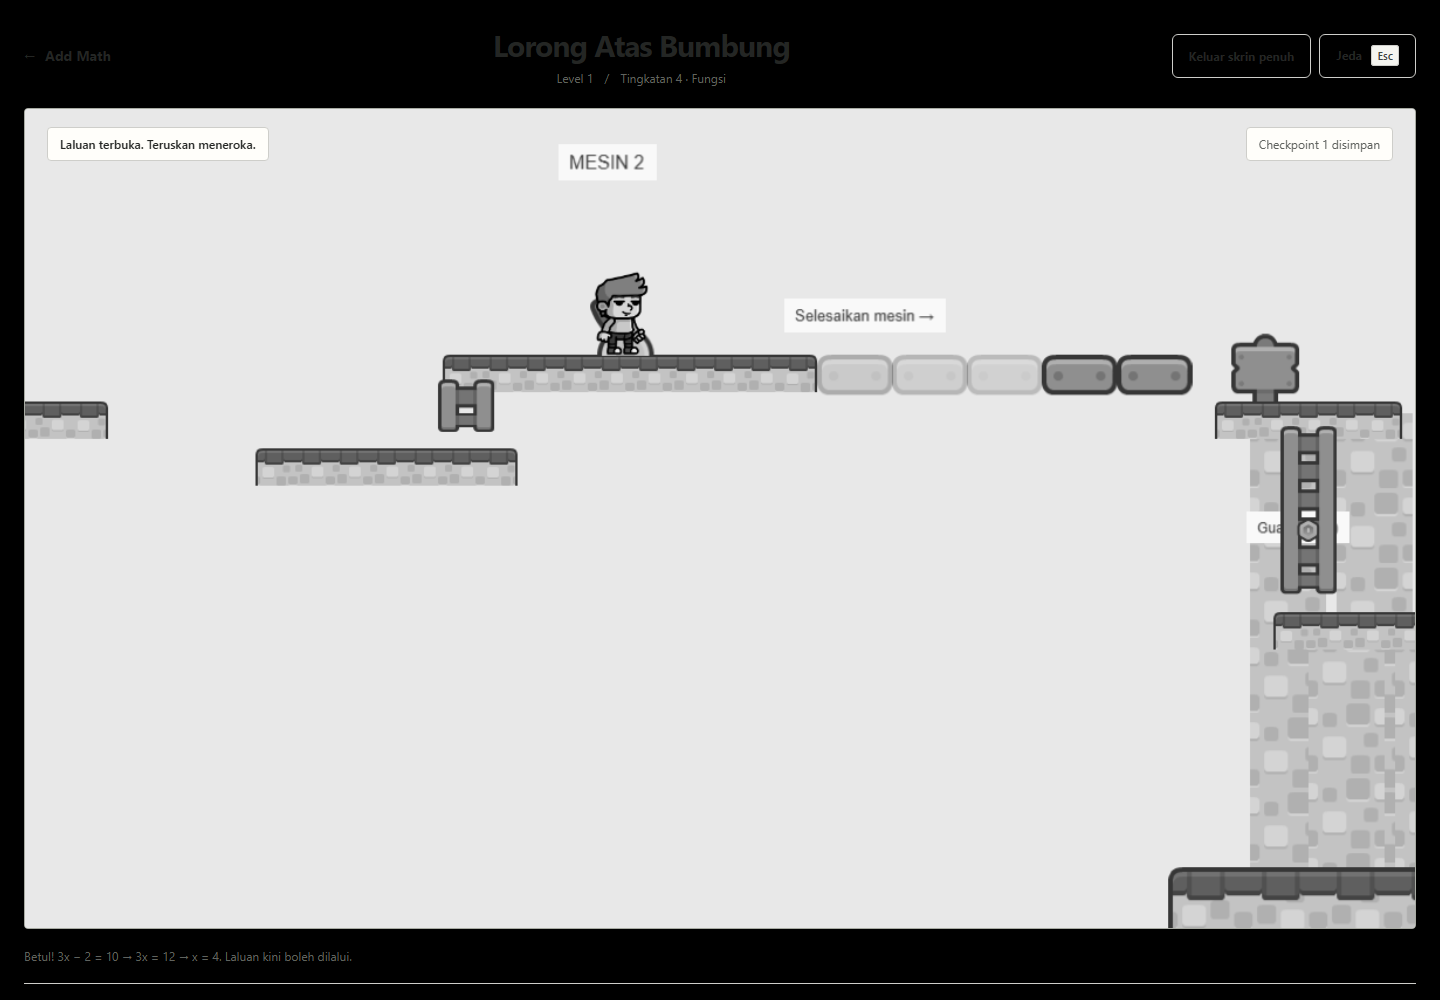 ← Add Math
Lorong Atas Bumbung
Level 1 / Tingkatan 4 · Fungsi
Keluar skrin penuh
Jeda Esc
Laluan terbuka. Teruskan meneroka.
Checkpoint 1 disimpan
MESIN 2
Selesaikan mesin →
Betul! 3x − 2 = 10 → 3x = 12 → x = 4. Laluan kini boleh dilalui.